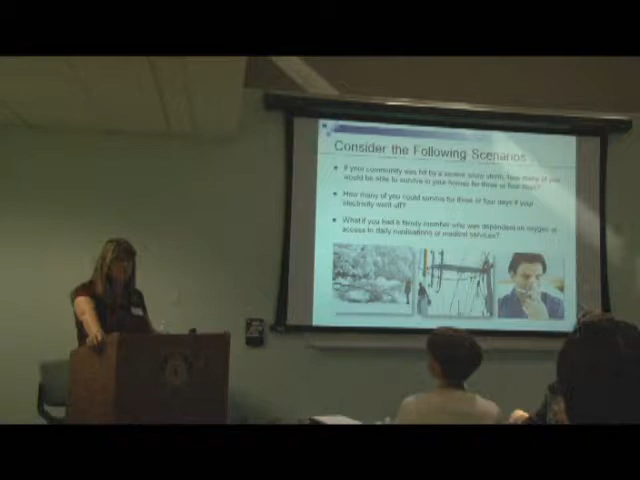 Consider the Following Scenarios
If your community was hit by a severe snow storm, how many of you
would be able to survive in your homes for three or four days?
How many of you could survive for three or four days if your
electricity went off?
What if you had a family member who was dependent on oxygen or
access to daily medications or medical services?